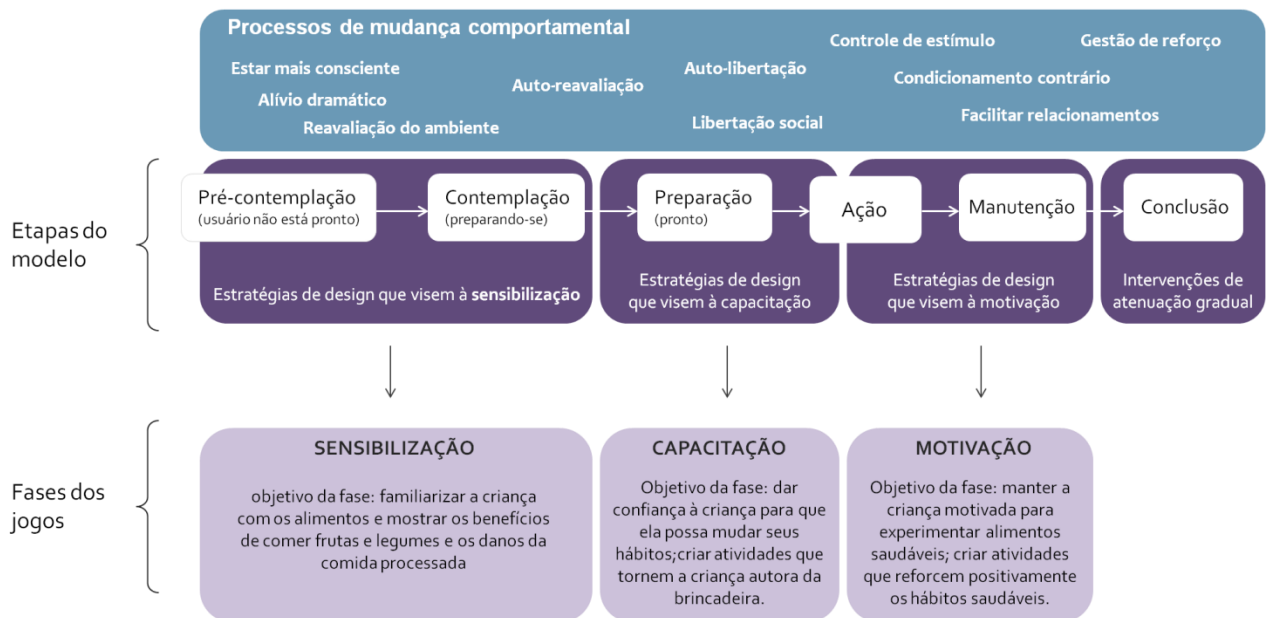 Processos de mudança comportamental
Estar mais consciente
Alívio dramático
Reavaliação do ambiente
Auto-reavaliação
Auto-libertação
Libertação social
Controle de estímulo
Gestão de reforço
Condicionamento contrário
Facilitar relacionamentos
Etapas do
modelo
Pré-contemplação
(usuário não está pronto)
Contemplação
(preparando-se)
Preparação
(pronto)
Ação
Manutenção
Conclusão
Estratégias de design que visem à sensibilização
Estratégias de design
que visem à capacitação
Estratégias de design
que visem à motivação
Intervenções de
atenuação gradual
Fases dos
jogos
SENSIBILIZAÇÃO
objetivo da fase: familiarizar a criança
com os alimentos e mostrar os benefícios
de comer frutas e legumes e os danos da
comida processada
CAPACITAÇÃO
Objetivo da fase: dar
confiança à criança para que
ela possa mudar seus
hábitos;criar atividades que
tornem a criança autora da
brincadeira.
MOTIVAÇÃO
Objetivo da fase: manter a
criança motivada para
experimentar alimentos
saudáveis; criar atividades
que reforcem positivamente
os hábitos saudáveis.